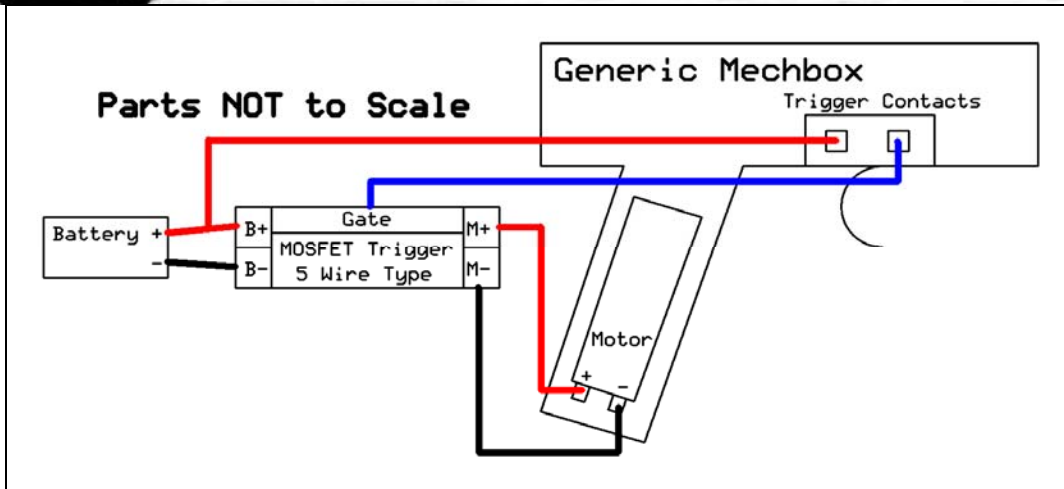 Generic Mechbox
Parts NOT to Scale
Trigger Contacts
Battery +
-
B+
Gate
M+
B-
MOSFET Trigger
5 Wire Type
M-
Motor
+ -